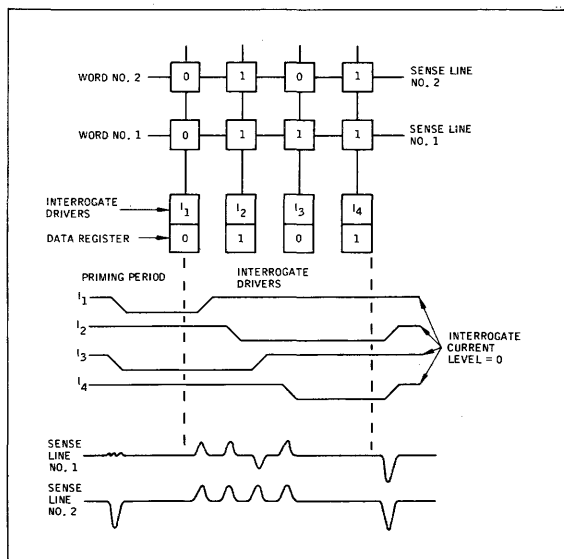 WORD NO. 2 0 1 0 1 SENSE LINE NO. 2
WORD NO. 1 0 1 1 1 SENSE LINE NO. 1
INTERROGATE DRIVERS I1 I2 I3 I4
DATA REGISTER 0 1 0 1
PRIMING PERIOD INTERROGATE DRIVERS
I1
I2
I3
I4
INTERROGATE CURRENT LEVEL = 0
SENSE LINE NO. 1
SENSE LINE NO. 2